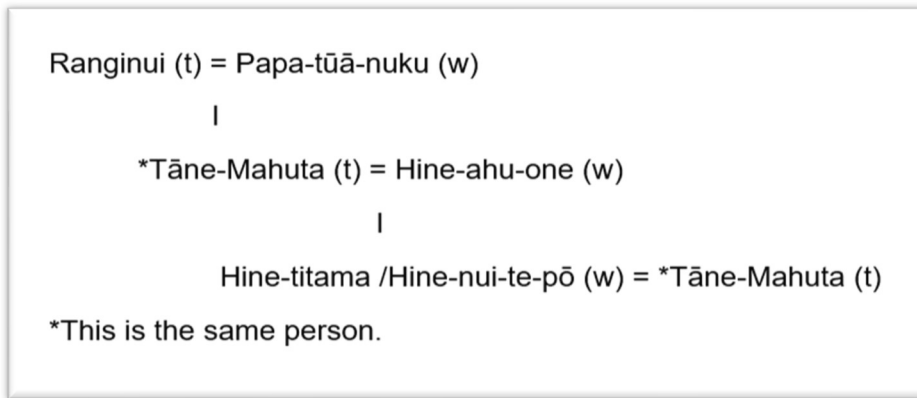 Ranginui (t) = Papa-tūā-nuku (w)
|
*Tāne-Mahuta (t) = Hine-ahu-one (w)
|
Hine-titama /Hine-nui-te-pō (w) = *Tāne-Mahuta (t)
*This is the same person.